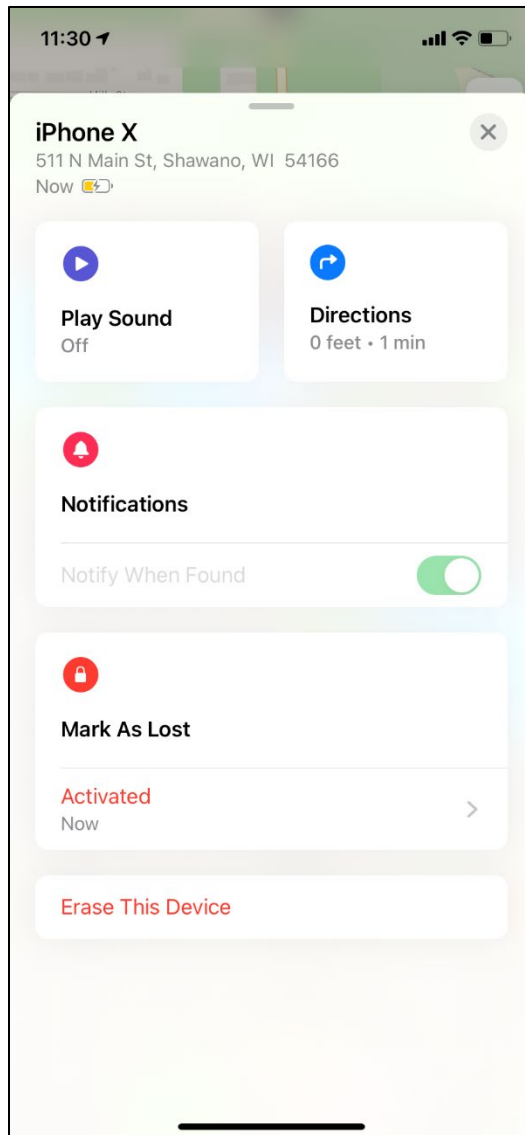 11:30
iPhone X
511 N Main St, Shawano, WI 54166
Now
Play Sound
Off
Directions
0 feet • 1 min
Notifications
Notify When Found
Mark As Lost
Activated
Now
Erase This Device